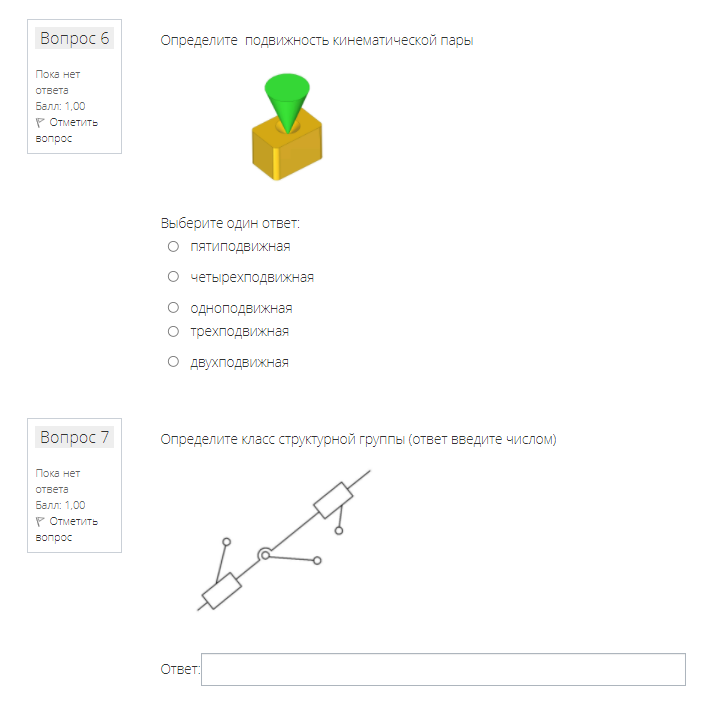 Вопрос 6
Пока нет
ответа
Балл: 1,00
Отметить
вопрос
Определите подвижность кинематической пары
Выберите один ответ:
пятиподвижная
четырехподвижная
одноподвижная
трехподвижная
двухподвижная
Вопрос 7
Пока нет
ответа
Балл: 1,00
Отметить
вопрос
Определите класс структурной группы (ответ введите числом)
Ответ: